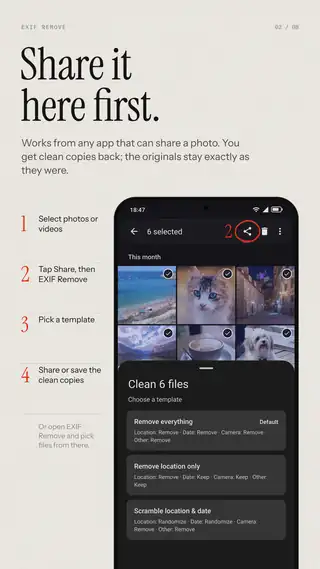 EXIF REMOVE
02 / 08
Share it
here first.
Works from any app that can share a photo. You
get clean copies back; the originals stay exactly as
they were.
1 Select photos or
videos
2 Tap Share, then
EXIF Remove
3 Pick a template
4 Share or save the
clean copies
Or open EXIF
Remove and pick
files from there.
18:47
6 selected
2
This month
Clean 6 files
Choose a template
Remove everything
Default
Location: Remove · Date: Remove · Camera: Remove ·
Other: Remove
Remove location only
Location: Remove · Date: Keep · Camera: Keep · Other:
Keep
Scramble location & date
Location: Randomize · Date: Randomize · Camera:
Remove · Other: Remove